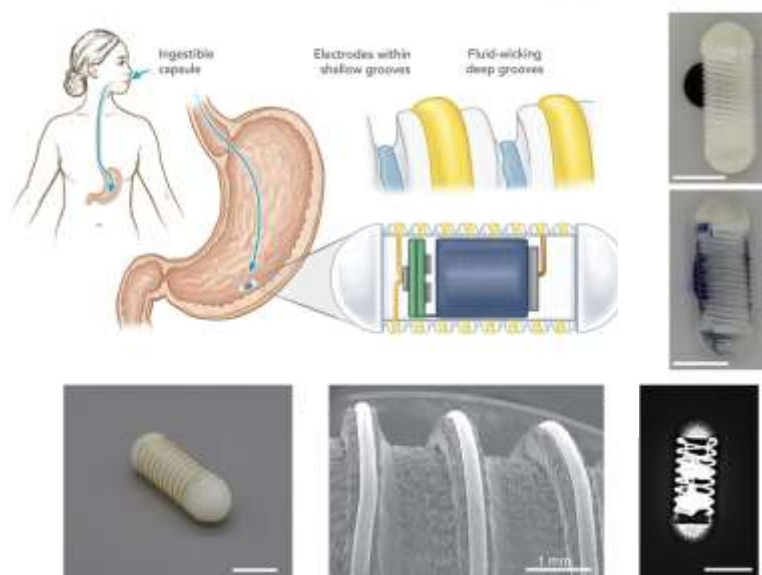 Ingestible
capsule
Electrodes within
shallow grooves
Fluid-wicking
deep grooves
1 mm